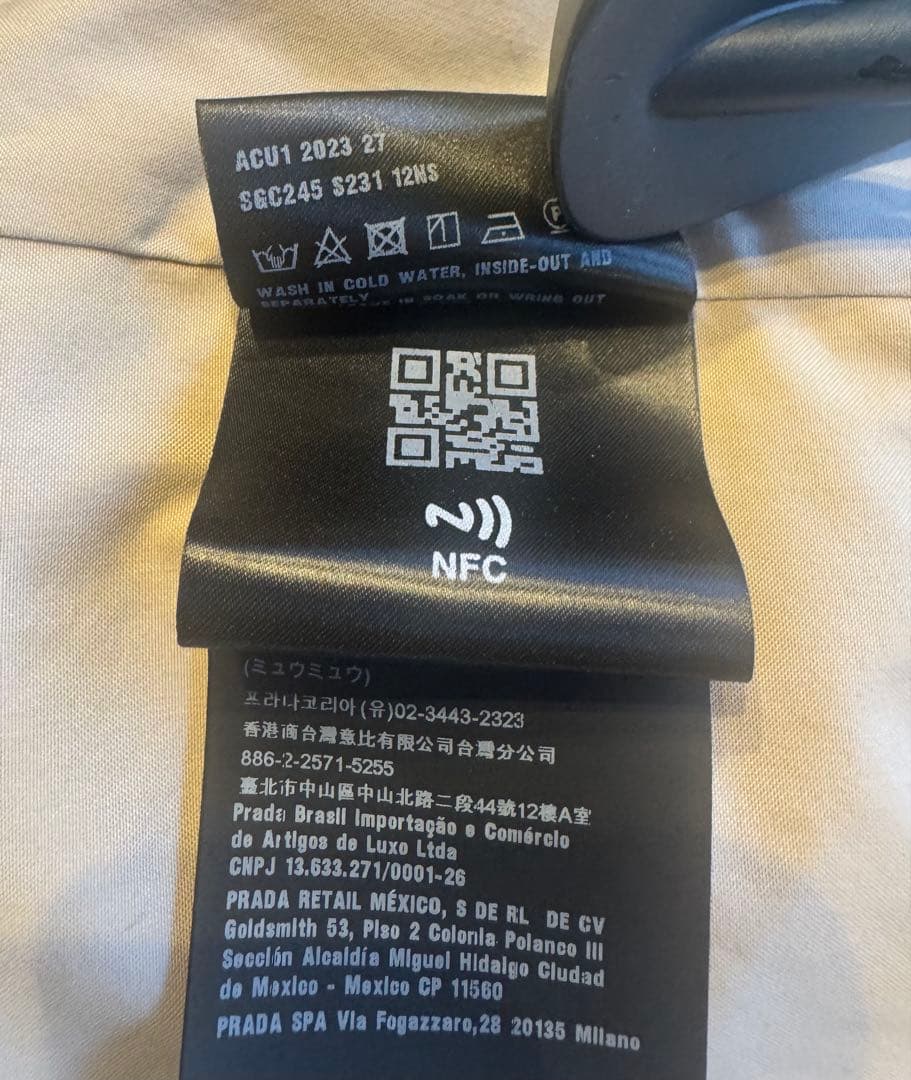 ACU1 2023 27
SGC245 S231 12NS
WASH IN COLD WATER, INSIDE-OUT AND
SEPARATELY IN SOAK OR WRING OUT
NFC
(ミュウミュウ)
프라다코리아(유)02-3443-2323
香港商台灣意比有限公司台灣分公司
886-2-2571-5255
臺北市中山區中山北路二段44號12樓A室
Prada Brasil Importação e Comércio
de Artigos de Luxo Ltda
CNPJ 13.633.271/0001-26
PRADA RETAIL MÉXICO, S DE RL DE CV
Goldsmith 53, Piso 2 Colonia Polanco III
Sección Alcaldía Miguel Hidalgo Ciudad
de Mexico - Mexico CP 11560
PRADA SPA Via Fogazzaro,28 20135 Milano